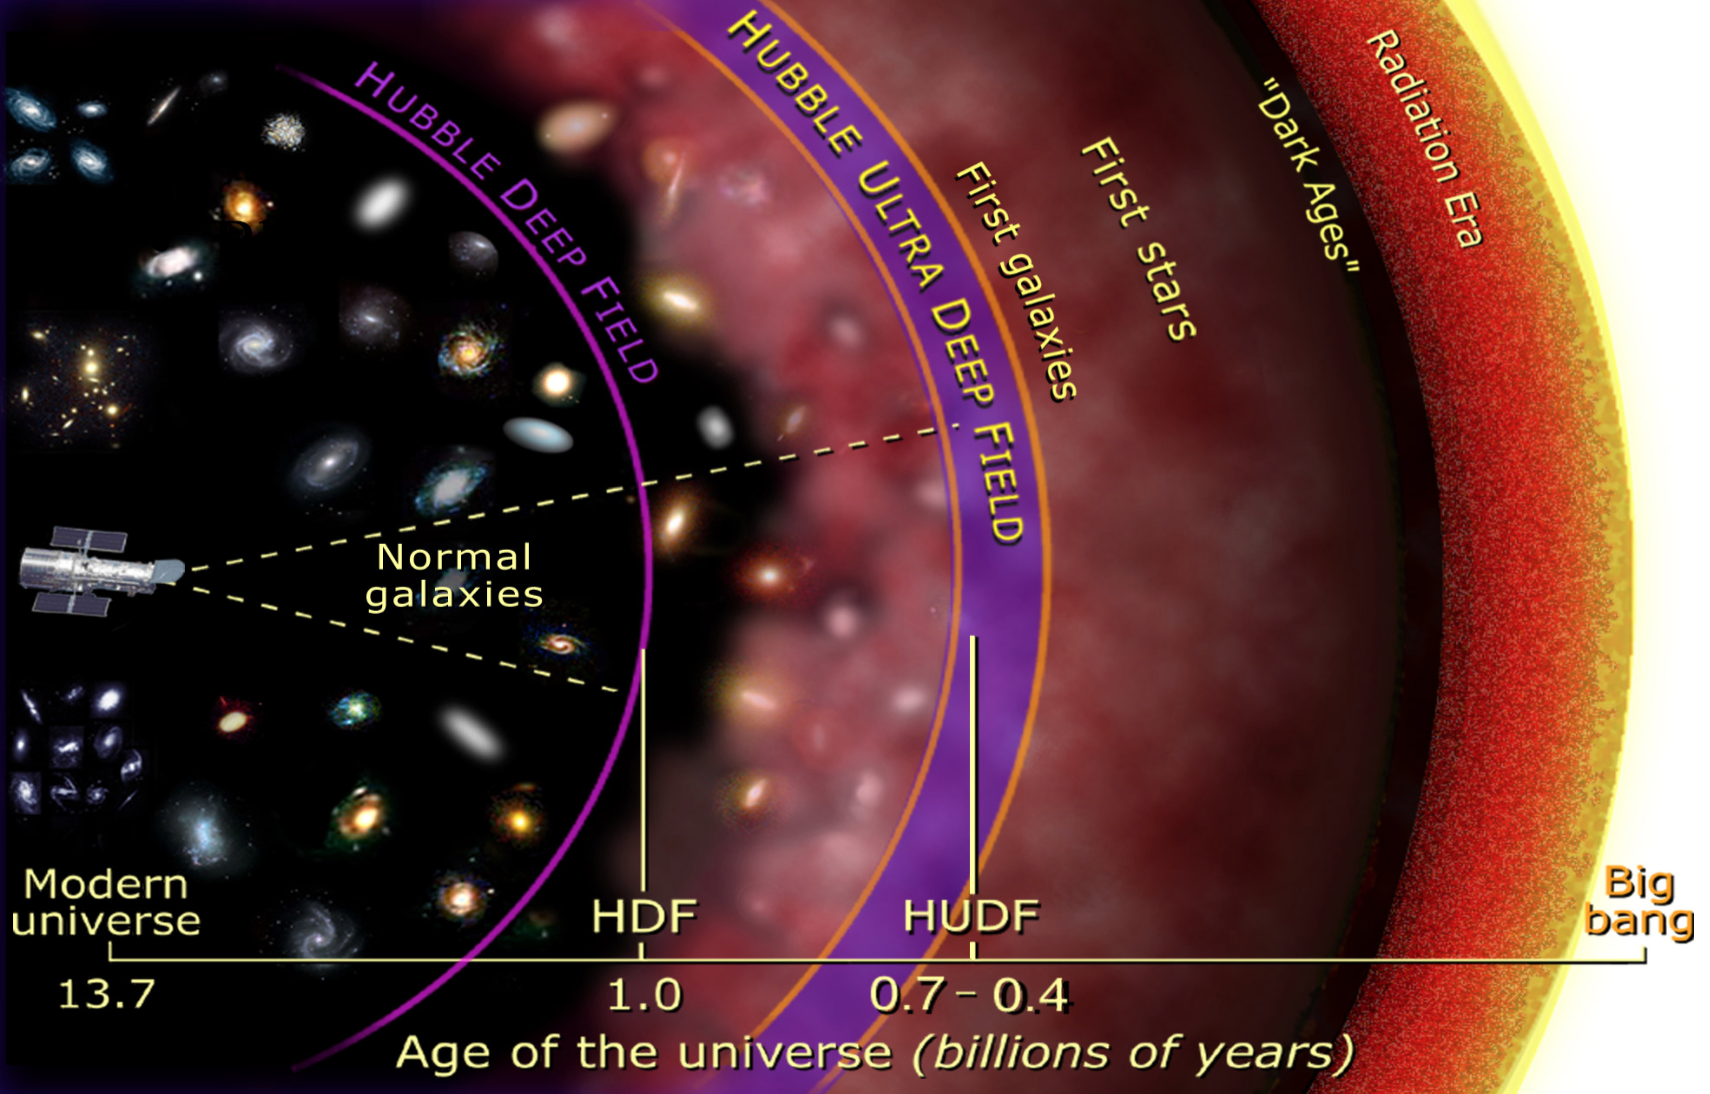 HUBBLE DEEP FIELD
HUBBLE ULTRA DEEP FIELD
First galaxies
First stars
"Dark Ages"
Radiation Era
Normal
galaxies
Modern
universe
HDF
HUDF
Big
bang
13.7
1.0
0.7 - 0.4
Age of the universe (billions of years)